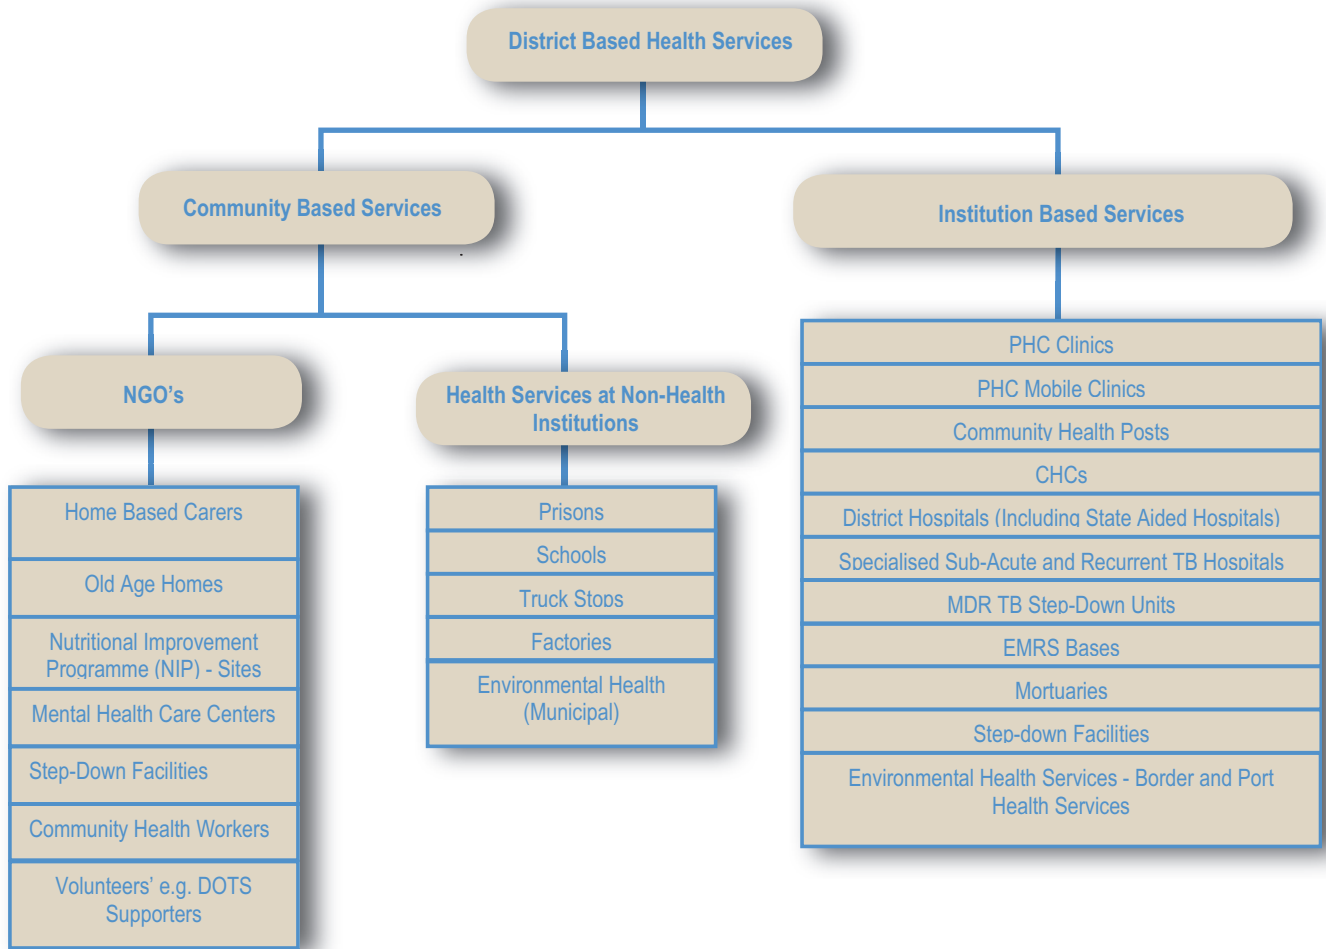 District Based Health Services
Community Based Services
Institution Based Services
NGO's
Health Services at Non-Health
Institutions
Home Based Carers
Old Age Homes
Nutritional Improvement
Programme (NIP) - Sites
Mental Health Care Centers
Step-Down Facilities
Community Health Workers
Volunteers' e.g. DOTS
Supporters
Prisons
Schools
Truck Stops
Factories
Environmental Health
(Municipal)
PHC Clinics
PHC Mobile Clinics
Community Health Posts
CHCs
District Hospitals (Including State Aided Hospitals)
Specialised Sub-Acute and Recurrent TB Hospitals
MDR TB Step-Down Units
EMRS Bases
Mortuaries
Step-down Facilities
Environmental Health Services - Border and Port
Health Services